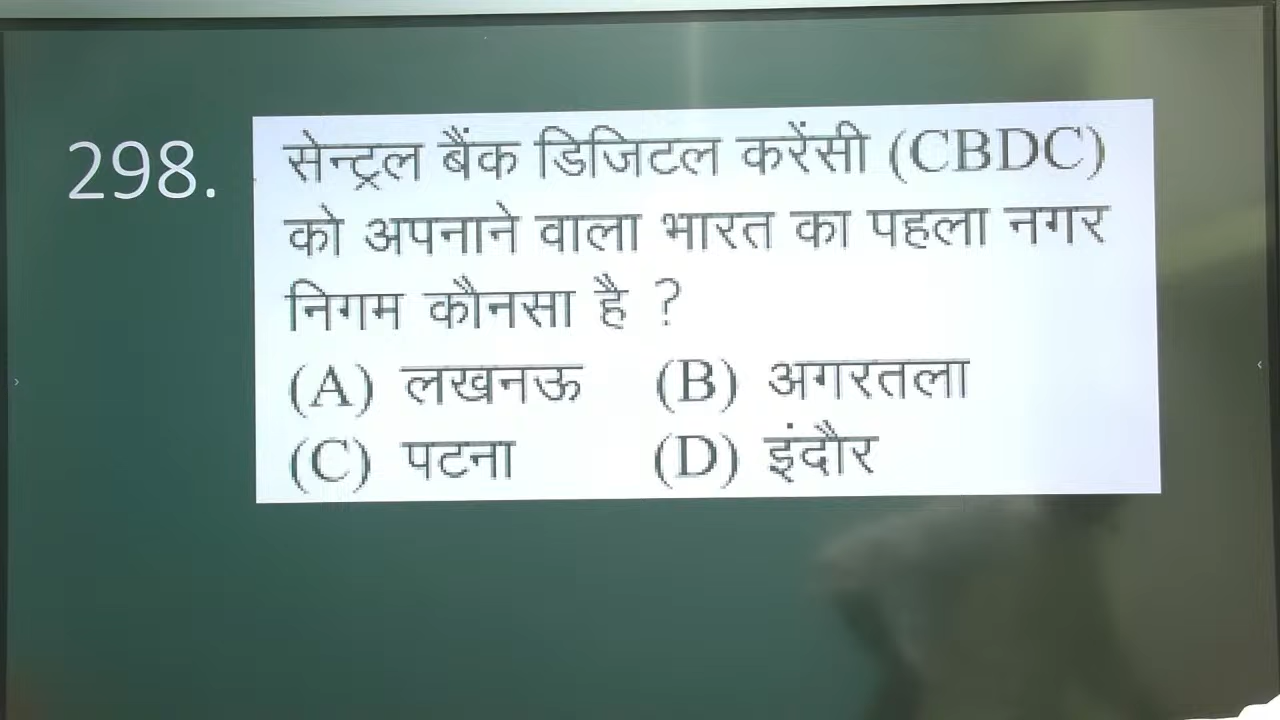 298.
सेन्ट्रल बैंक डिजिटल करेंसी (CBDC)
को अपनाने वाला भारत का पहला नगर
निगम कौनसा है ?
(A) लखनऊ (B) अगरतला
(C) पटना (D) इंदौर